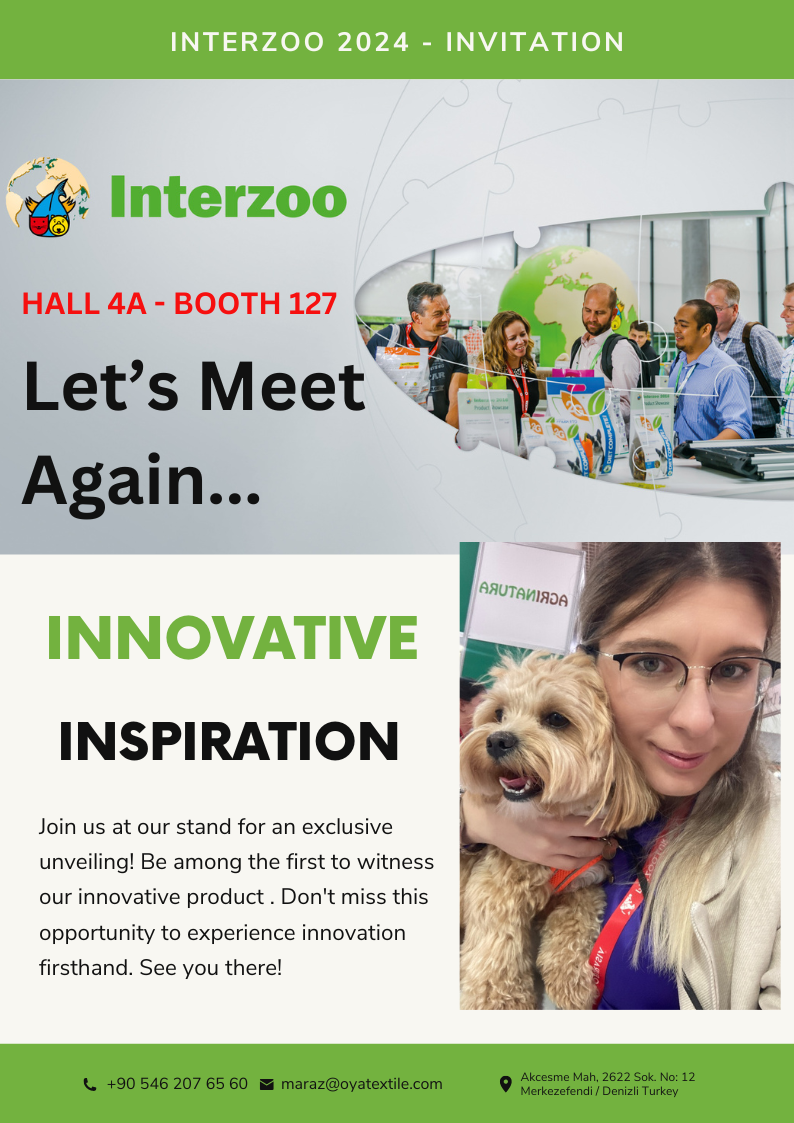 INTERZOO 2024 - INVITATION
Interzoo
HALL 4A - BOOTH 127
Let’s Meet
Again...
INNOVATIVE
AGRINATURA
INSPIRATION
Join us at our stand for an exclusive
unveiling! Be among the first to witness
our innovative product . Don't miss this
opportunity to experience innovation
firsthand. See you there!
+90 546 207 65 60
maraz@oyatextile.com
Akcesme Mah, 2622 Sok. No: 12
Merkezefendi / Denizli Turkey